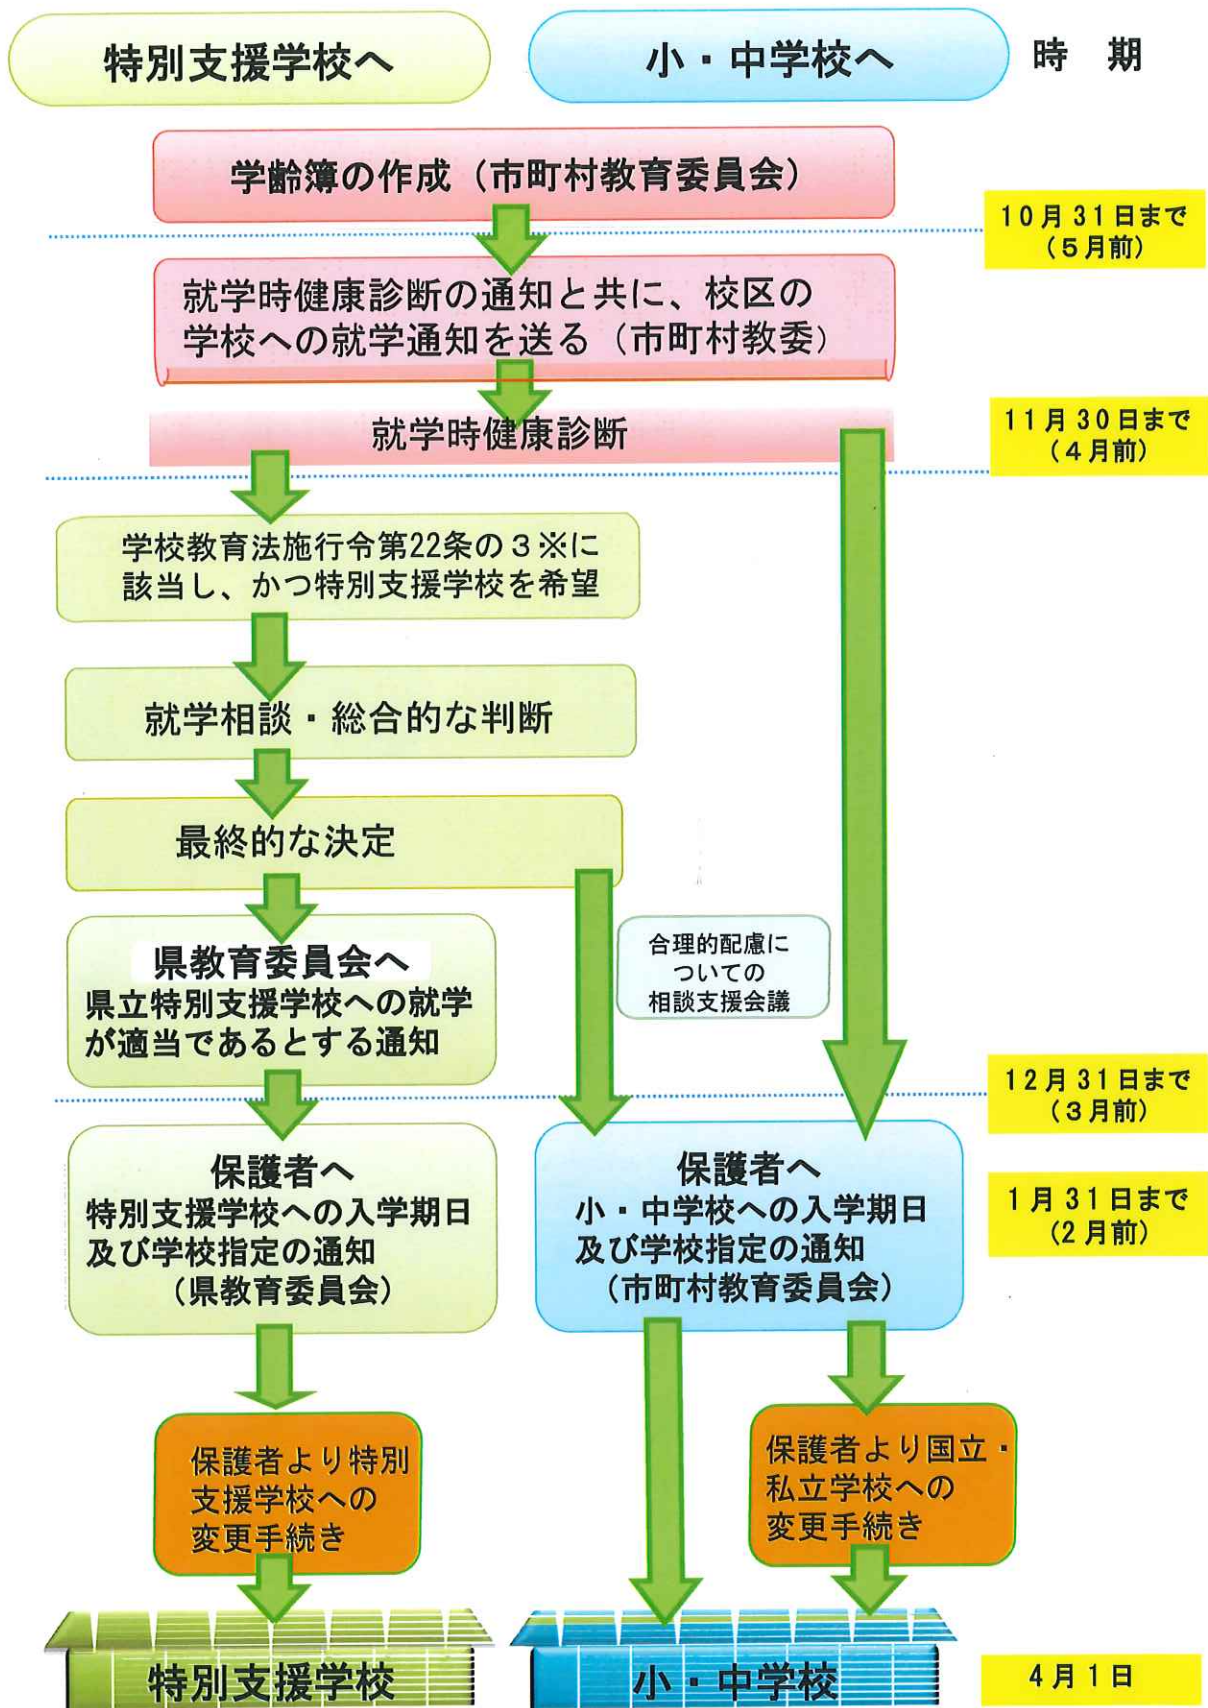 特別支援学校へ
小・中学校へ
時　期
学齢簿の作成（市町村教育委員会）
10月31日まで
（５月前）
就学時健康診断の通知と共に、校区の
学校への就学通知を送る（市町村教委）
就学時健康診断
11月30日まで
（４月前）
学校教育法施行令第22条の３※に
該当し、かつ特別支援学校を希望
就学相談・総合的な判断
最終的な決定
県教育委員会へ
県立特別支援学校への就学
が適当であるとする通知
合理的配慮に
ついての
相談支援会議
12月31日まで
（３月前）
保護者へ
特別支援学校への入学期日
及び学校指定の通知
（県教育委員会）
保護者へ
小・中学校への入学期日
及び学校指定の通知
（市町村教育委員会）
1月31日まで
（2月前）
保護者より特別
支援学校への
変更手続き
保護者より国立・
私立学校への
変更手続き
特別支援学校
小・中学校
4月1日